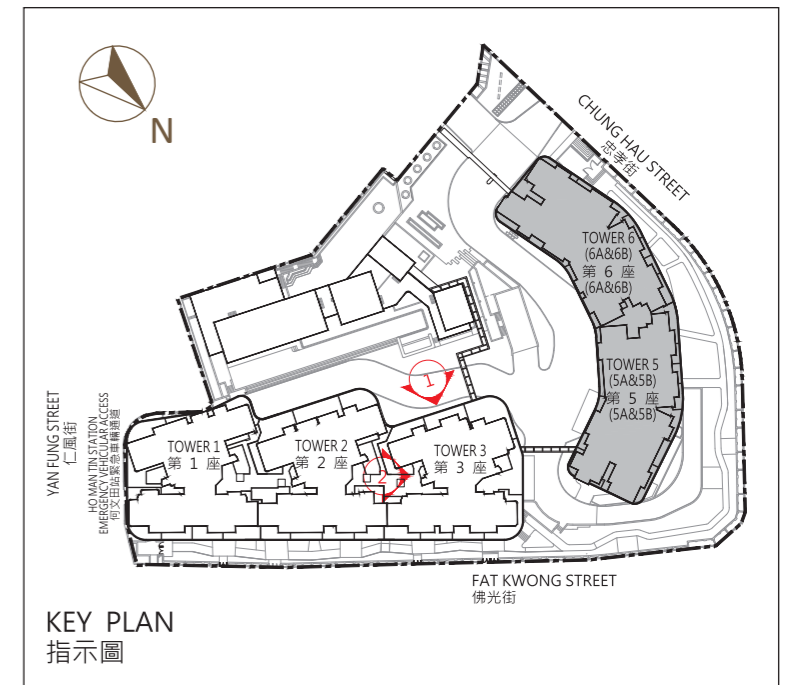 N
CHUNG HAU STREET
忠孝街
TOWER 6
(6A&6B)
第 6 座
(6A&6B)
TOWER 5
(5A&5B)
第 5 座
(5A&5B)
1
YAN FUNG STREET
仁風街
HO MAN TIN STATION
EMERGENCY VEHICULAR ACCESS
何文田站緊急車輛通道
TOWER 1
第 1 座
TOWER 2
第 2 座
2
TOWER 3
第 3 座
FAT KWONG STREET
佛光街
KEY PLAN
指示圖